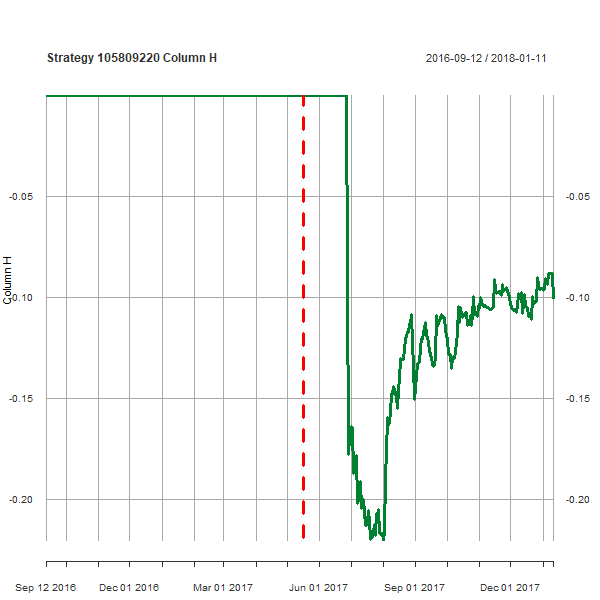 Strategy 105809220 Column H
2016-09-12 / 2018-01-11
Column H
-0.05
-0.05
-0.10
-0.10
-0.15
-0.15
-0.20
-0.20
Sep 12 2016
Dec 01 2016
Mar 01 2017
Jun 01 2017
Sep 01 2017
Dec 01 2017